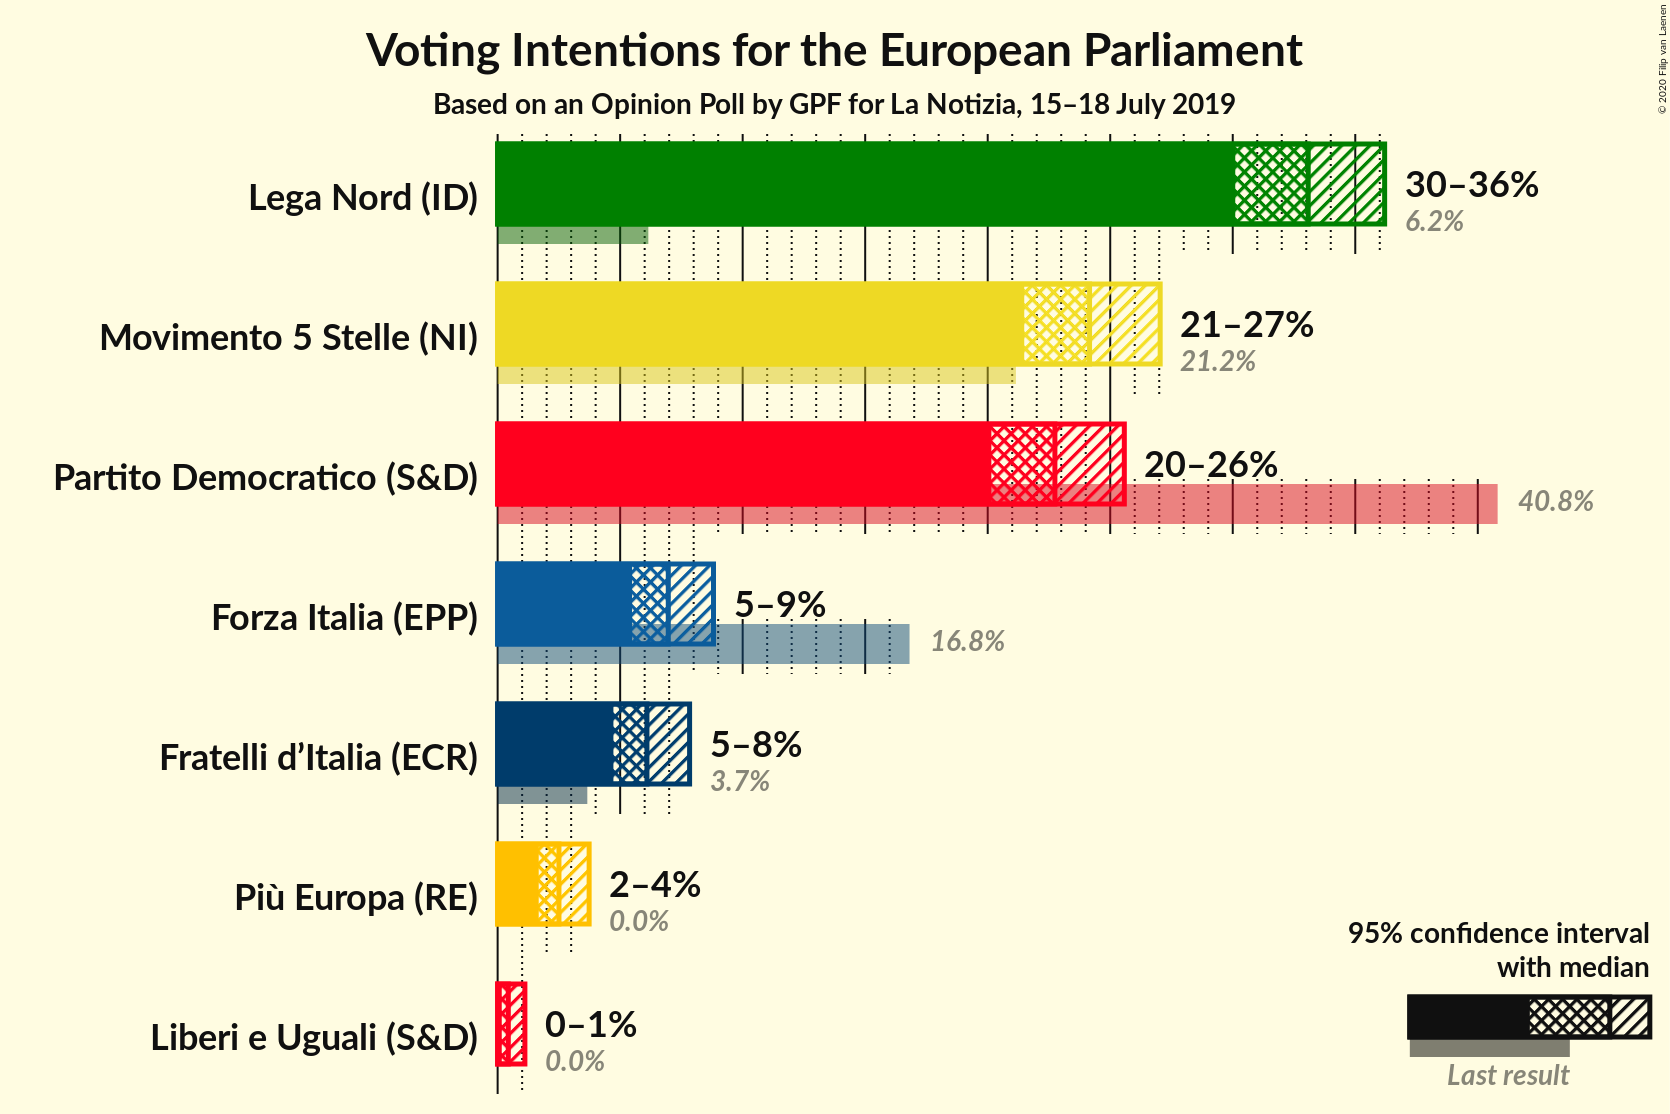 Voting Intentions for the European Parliament
Based on an Opinion Poll by GPF for La Notizia, 15–18 July 2019
© 2020 Filip van Laenen
Lega Nord (ID)
30–36%
6.2%
Movimento 5 Stelle (NI)
21–27%
21.2%
Partito Democratico (S&D)
20–26%
40.8%
Forza Italia (EPP)
5–9%
16.8%
Fratelli d’Italia (ECR)
5–8%
3.7%
Più Europa (RE)
2–4%
0.0%
Liberi e Uguali (S&D)
0–1%
0.0%
95% confidence interval
with median
Last result